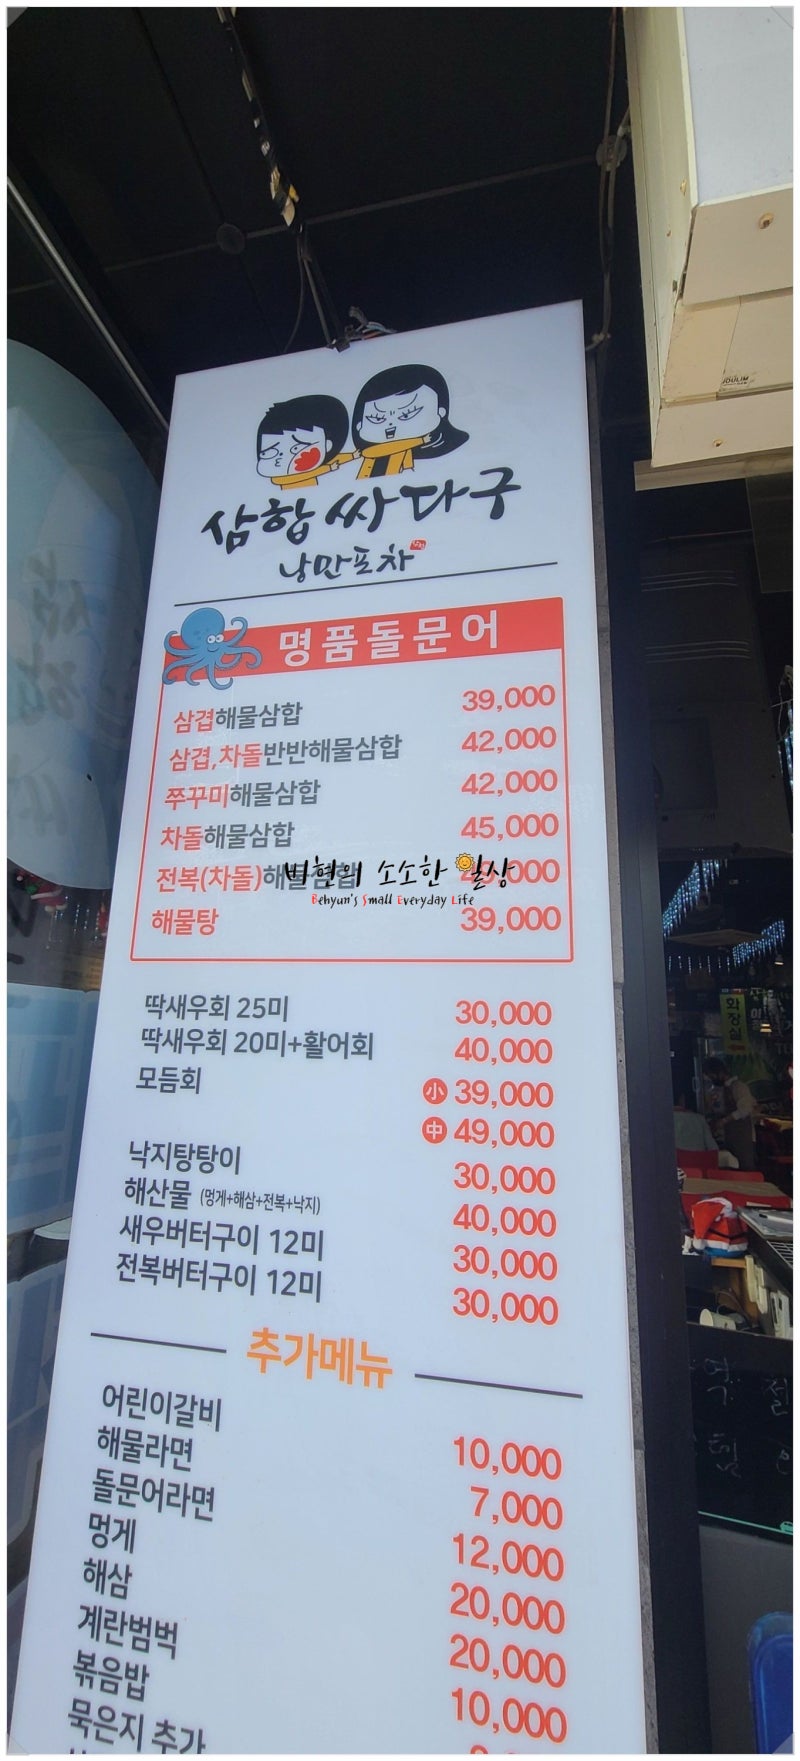 삼합싸다구
낭만포차
명품돌문어
삼겹해물삼합 39,000
삼겹,차돌반반해물삼합 42,000
쭈꾸미해물삼합 42,000
차돌해물삼합 45,000
전복(차돌)해물삼합
비현의 소소한 일상
Behyun's Small Everyday Life
해물탕 39,000
딱새우회 25미 30,000
딱새우회 20미+활어회 40,000
모듬회 小 39,000
中 49,000
낙지탕탕이 30,000
해산물 (멍게+해삼+전복+낙지) 40,000
새우버터구이 12미 30,000
전복버터구이 12미 30,000
추가메뉴
어린이갈비 10,000
해물라면 7,000
돌문어라면 12,000
멍게 20,000
해삼 20,000
계란범벅 10,000
볶음밥
묵은지 추가
화장실